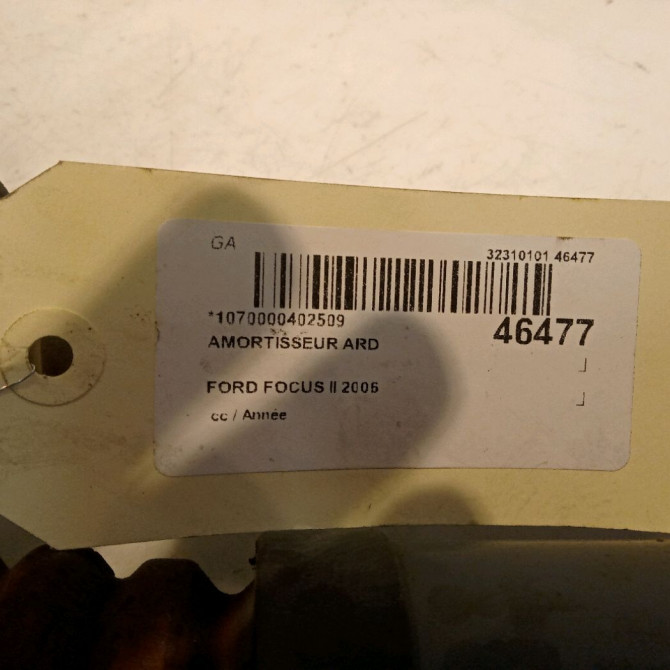 GA
32310101 46477
*1070000402509
46477
AMORTISSEUR ARD
FORD FOCUS II 2006
cc / Année